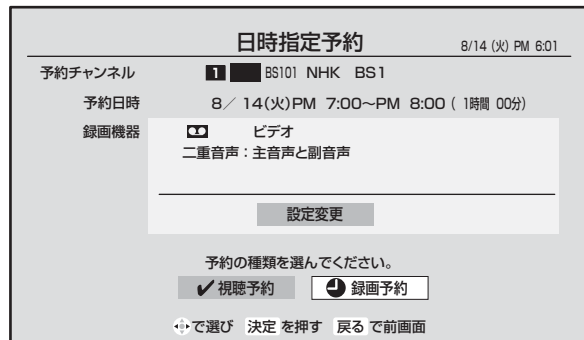 日時指定予約 8/14 (火) PM 6:01
予約チャンネル 1 BS101 NHK BS1
予約日時 8／14(火)PM 7:00～PM 8:00 ( 1時間 00分)
録画機器 ビデオ
二重音声：主音声と副音声
設定変更
予約の種類を選んでください。
視聴予約 録画予約
で選び 決定 を押す 戻る で前画面